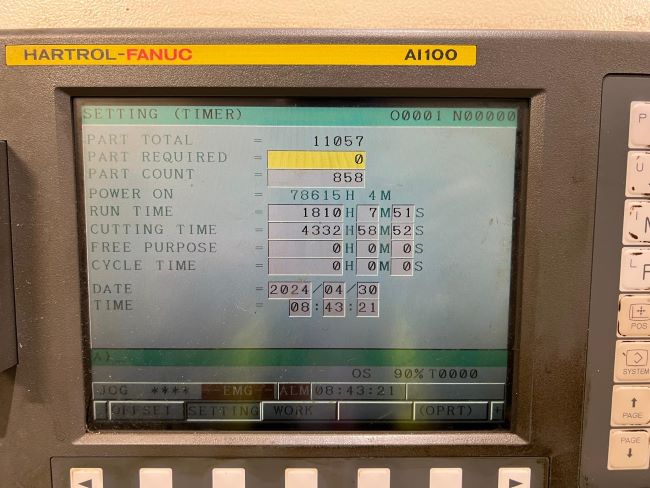 HARTROL-FANUC AI100
SETTING (TIMER) O0001 N00000
PART TOTAL = 11057
PART REQUIRED = 0
PART COUNT = 858
POWER ON = 78615H 4M
RUN TIME = 1810H 7M51S
CUTTING TIME = 4332H58M52S
FREE PURPOSE = 0H 0M 0S
CYCLE TIME = 0H 0M 0S
DATE = 2024/04/30
TIME = 08:43:21
A)_
OS 90% T0000
JOG **** --EMG-- ALM 08:43:21
OFFSET SETTING WORK (OPRT) +
P
U
I
N
L
F
POS
SYSTEM
PAGE
PAGE